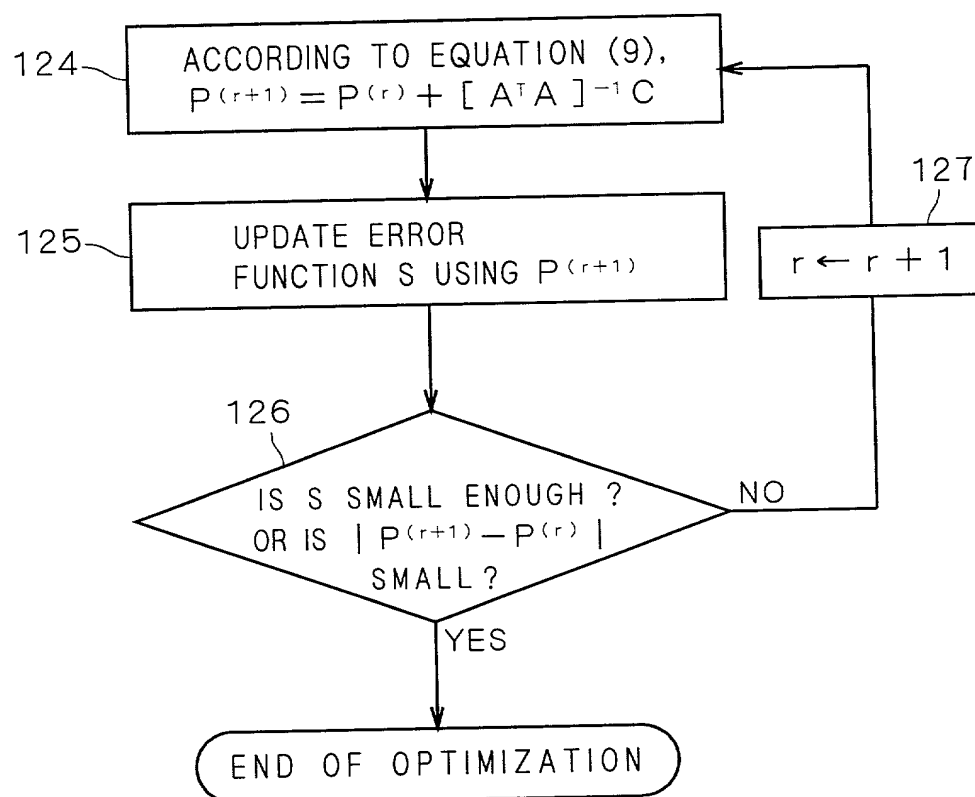 124
ACCORDING TO EQUATION (9),
P(r+1) = P(r) + [ AᵀA ]⁻¹ C
127
r ← r + 1
125
UPDATE ERROR
FUNCTION S USING P(r+1)
126
IS S SMALL ENOUGH ?
OR IS | P(r+1) − P(r) |
SMALL ?
NO
YES
END OF OPTIMIZATION